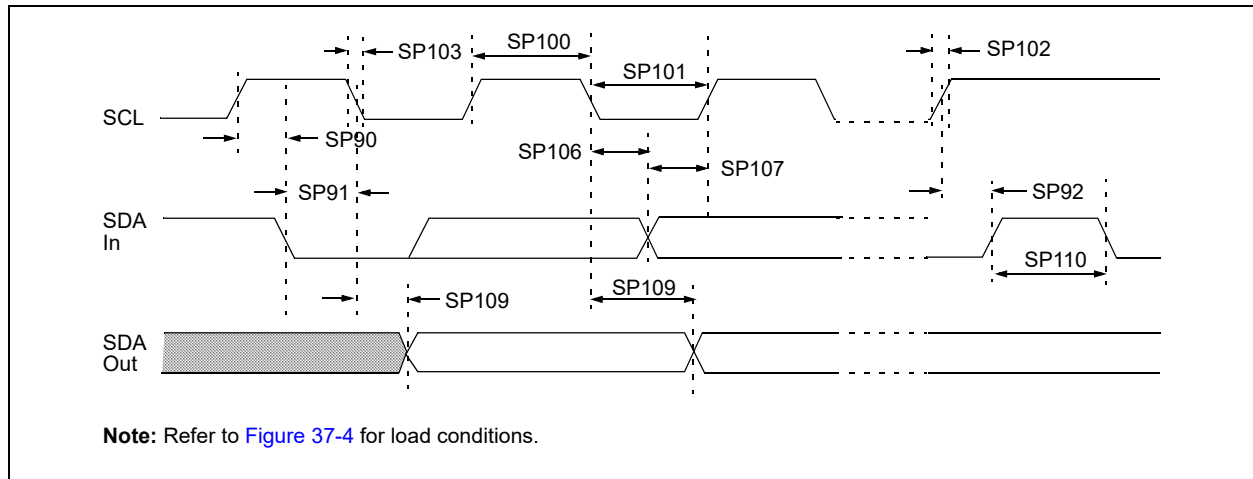 SP103
SP100
SP102
SP101
SCL
SP90
SP106
SP107
SP91
SP92
SDA
In
SP110
SP109
SP109
SDA
Out
Note: Refer to Figure 37-4 for load conditions.